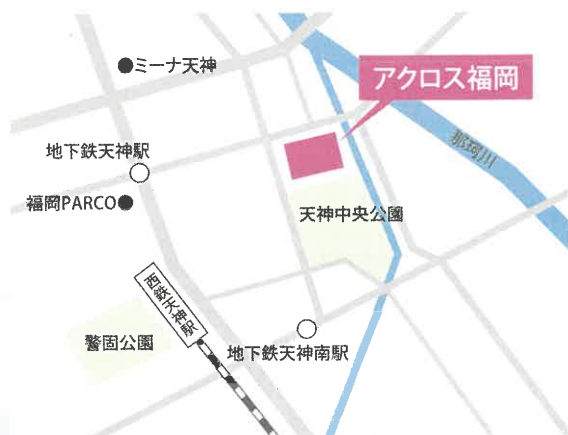 ミーナ天神
アクロス福岡
那珂川
地下鉄天神駅
福岡PARCO
天神中央公園
西鉄天神駅
警固公園
地下鉄天神南駅